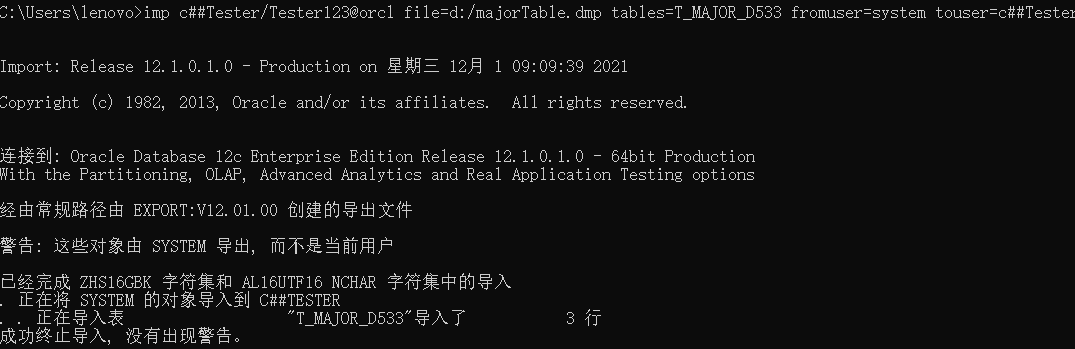 C:\Users\lenovo>imp c##Tester/Tester123@orcl file=d:/majorTable.dmp tables=T_MAJOR_D533 fromuser=system touser=c##Tester
Import: Release 12.1.0.1.0 - Production on 星期三 12月 1 09:09:39 2021
Copyright (c) 1982, 2013, Oracle and/or its affiliates.  All rights reserved.
连接到: Oracle Database 12c Enterprise Edition Release 12.1.0.1.0 - 64bit Production
With the Partitioning, OLAP, Advanced Analytics and Real Application Testing options
经由常规路径由 EXPORT:V12.01.00 创建的导出文件
警告: 这些对象由 SYSTEM 导出, 而不是当前用户
已经完成 ZHS16GBK 字符集和 AL16UTF16 NCHAR 字符集中的导入
. 正在将 SYSTEM 的对象导入到 C##TESTER
. . 正在导入表                  "T_MAJOR_D533"导入了           3 行
成功终止导入, 没有出现警告。